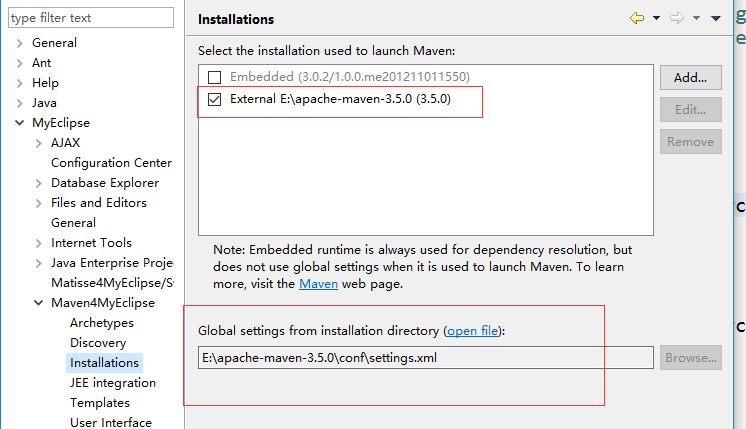 type filter text
General
Ant
Help
Java
MyEclipse
AJAX
Configuration Center
Database Explorer
Files and Editors
General
Internet Tools
Java Enterprise Proje
Matisse4MyEclipse/S
Maven4MyEclipse
Archetypes
Discovery
Installations
JEE integration
Templates
User Interface
Installations
Select the installation used to launch Maven:
Embedded (3.0.2/1.0.0.me201211011550)
External E:\apache-maven-3.5.0 (3.5.0)
Add...
Edit...
Remove
Note: Embedded runtime is always used for dependency resolution, but
does not use global settings when it is used to launch Maven. To learn
more, visit the Maven web page.
Global settings from installation directory (open file):
E:\apache-maven-3.5.0\conf\settings.xml
Browse...
g
e
c
c